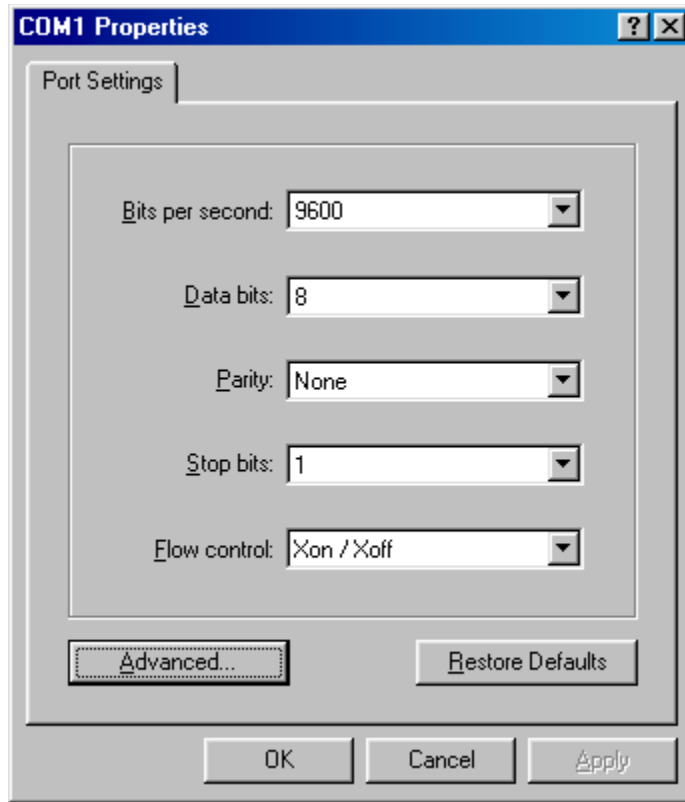 COM1 Properties
Port Settings
Bits per second: 9600
Data bits: 8
Parity: None
Stop bits: 1
Flow control: Xon / Xoff
Advanced... Restore Defaults
OK Cancel Apply